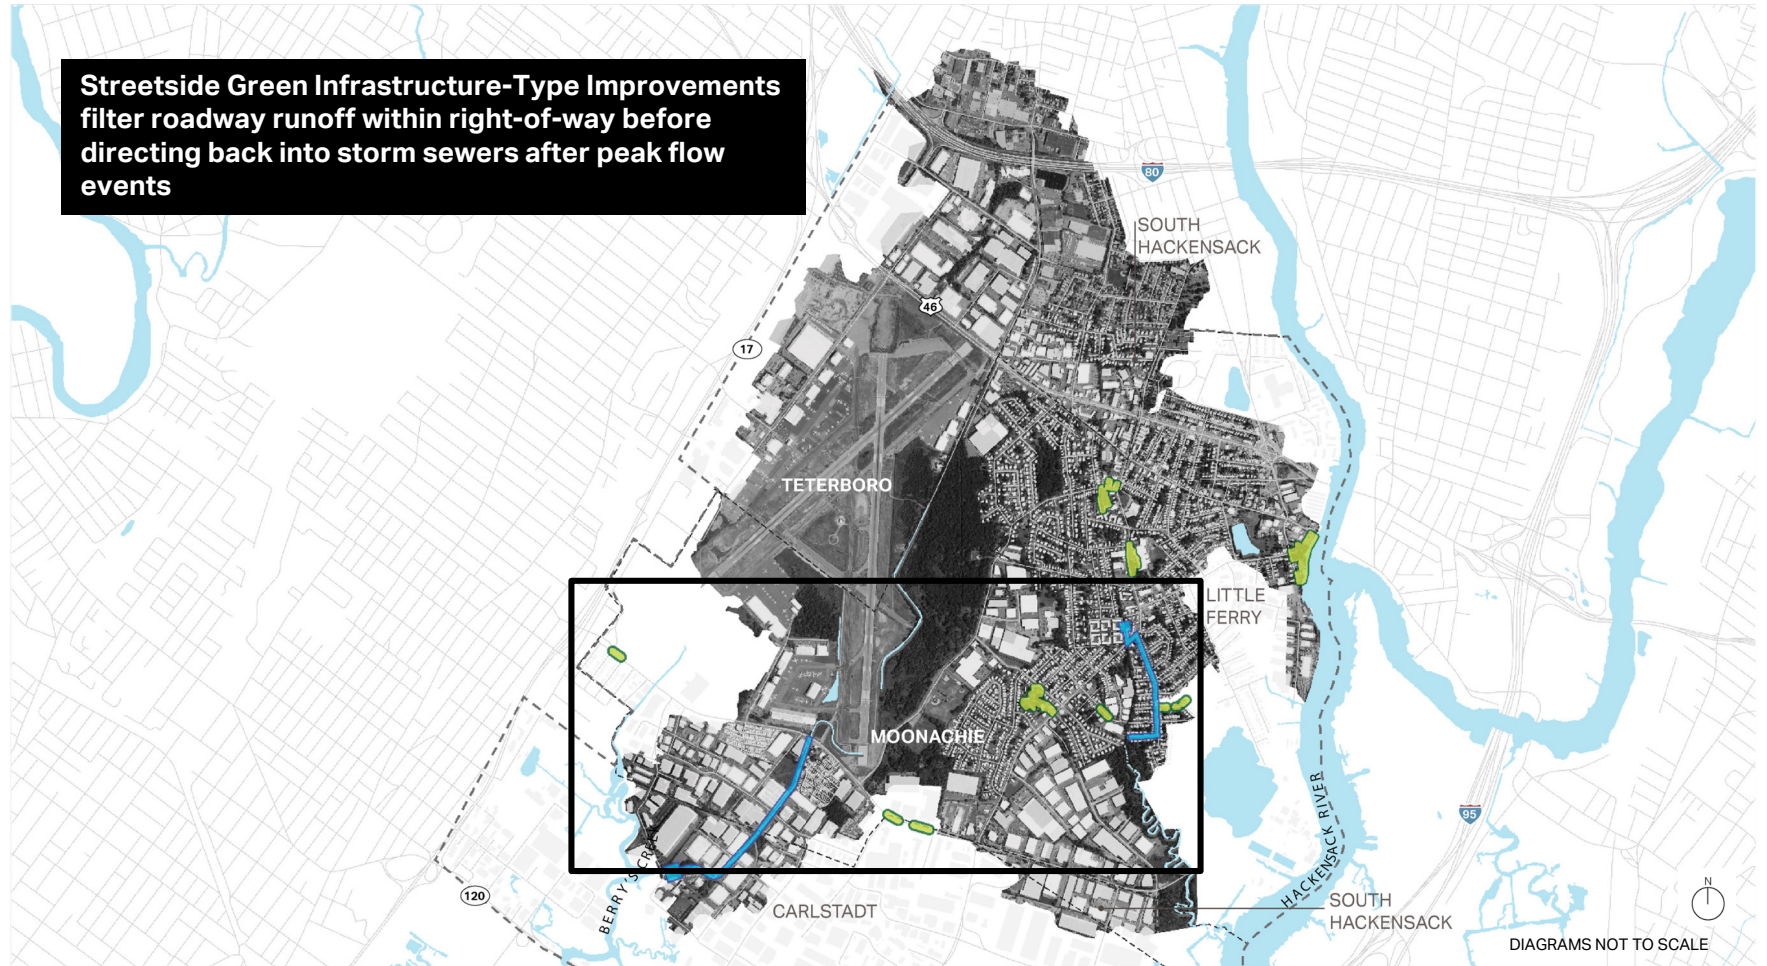 Streetside Green Infrastructure-Type Improvements
filter roadway runoff within right-of-way before
directing back into storm sewers after peak flow
events
80
SOUTH
HACKENSACK
46
17
TETERBORO
LITTLE
FERRY
MOONACHIE
95
HACKENSACK RIVER
BERRY'S CREEK
120
CARLSTADT
SOUTH
HACKENSACK
N
DIAGRAMS NOT TO SCALE